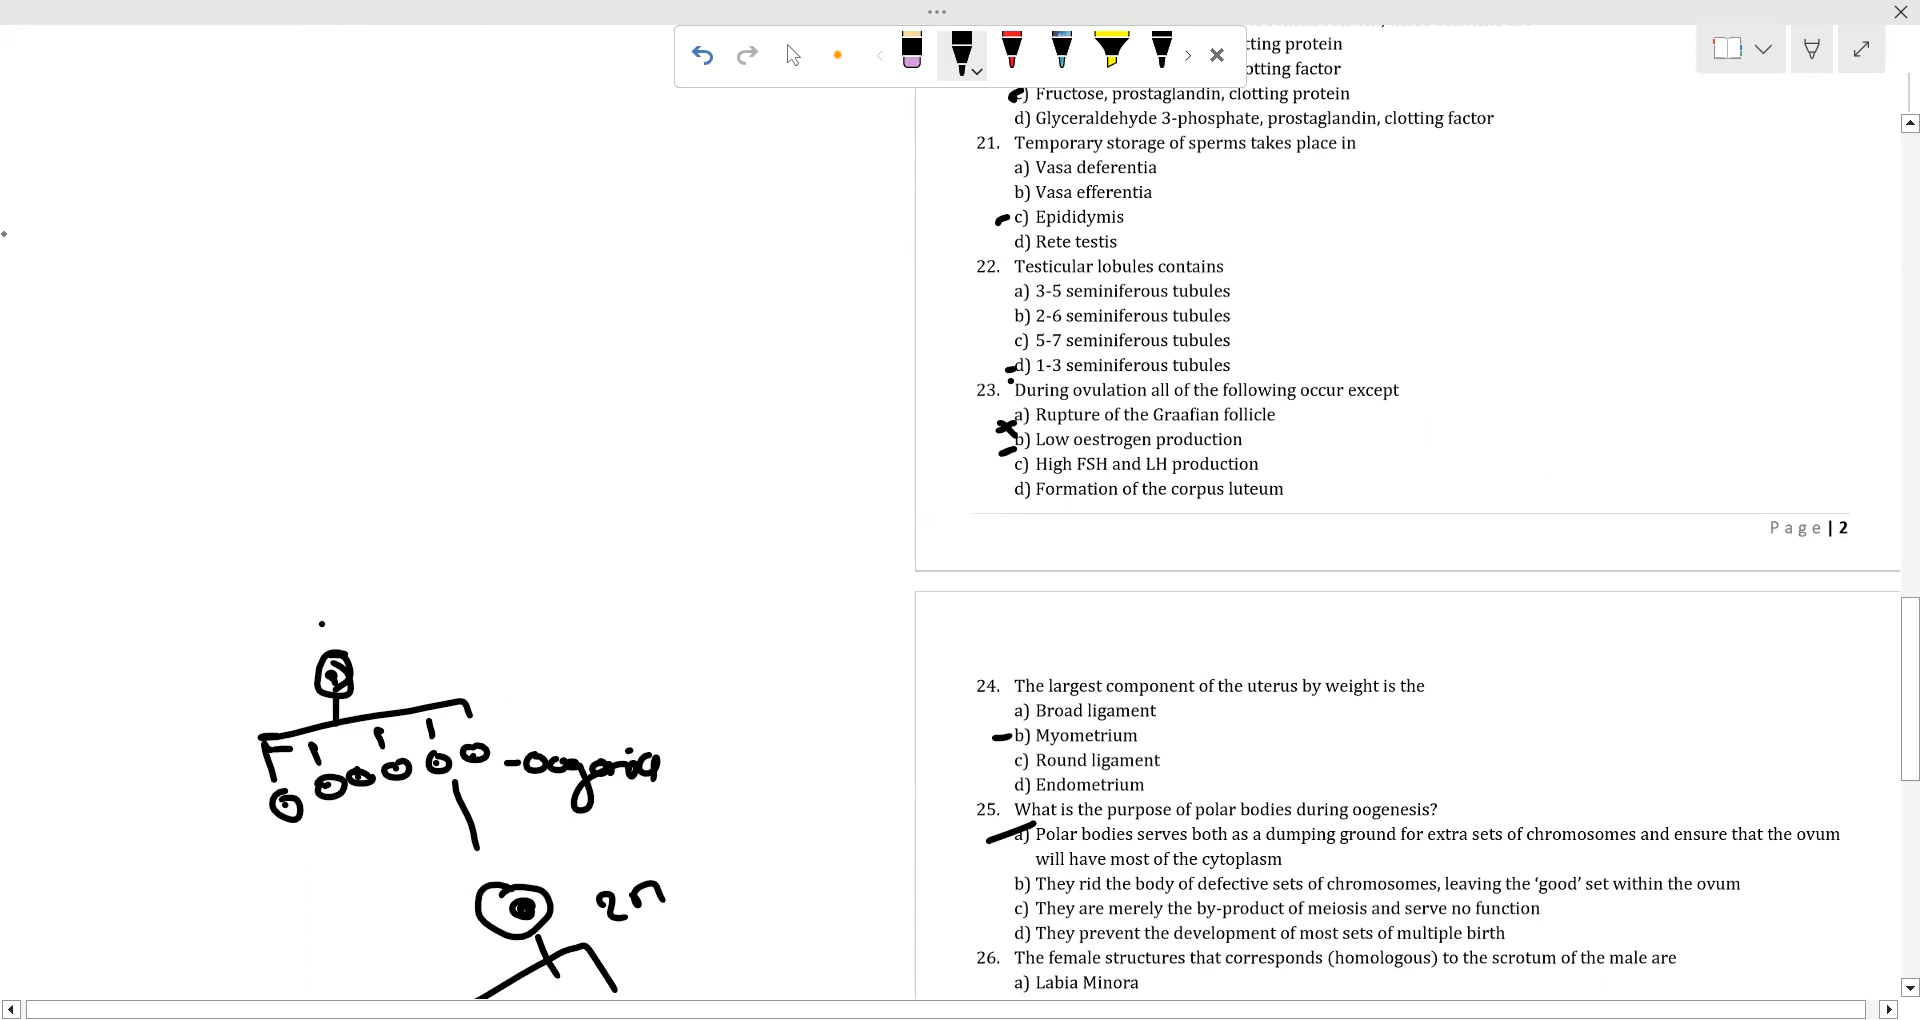 cting protein
otting factor
c) Fructose, prostaglandin, clotting protein
d) Glyceraldehyde 3-phosphate, prostaglandin, clotting factor
21. Temporary storage of sperms takes place in
a) Vasa deferentia
b) Vasa efferentia
c) Epididymis
d) Rete testis
22. Testicular lobules contains
a) 3-5 seminiferous tubules
b) 2-6 seminiferous tubules
c) 5-7 seminiferous tubules
d) 1-3 seminiferous tubules
23. During ovulation all of the following occur except
a) Rupture of the Graafian follicle
b) Low oestrogen production
c) High FSH and LH production
d) Formation of the corpus luteum
Page | 2
24. The largest component of the uterus by weight is the
a) Broad ligament
b) Myometrium
c) Round ligament
d) Endometrium
25. What is the purpose of polar bodies during oogenesis?
a) Polar bodies serves both as a dumping ground for extra sets of chromosomes and ensure that the ovum
will have most of the cytoplasm
b) They rid the body of defective sets of chromosomes, leaving the ‘good’ set within the ovum
c) They are merely the by-product of meiosis and serve no function
d) They prevent the development of most sets of multiple birth
26. The female structures that corresponds (homologous) to the scrotum of the male are
a) Labia Minora
-oogonia
2n